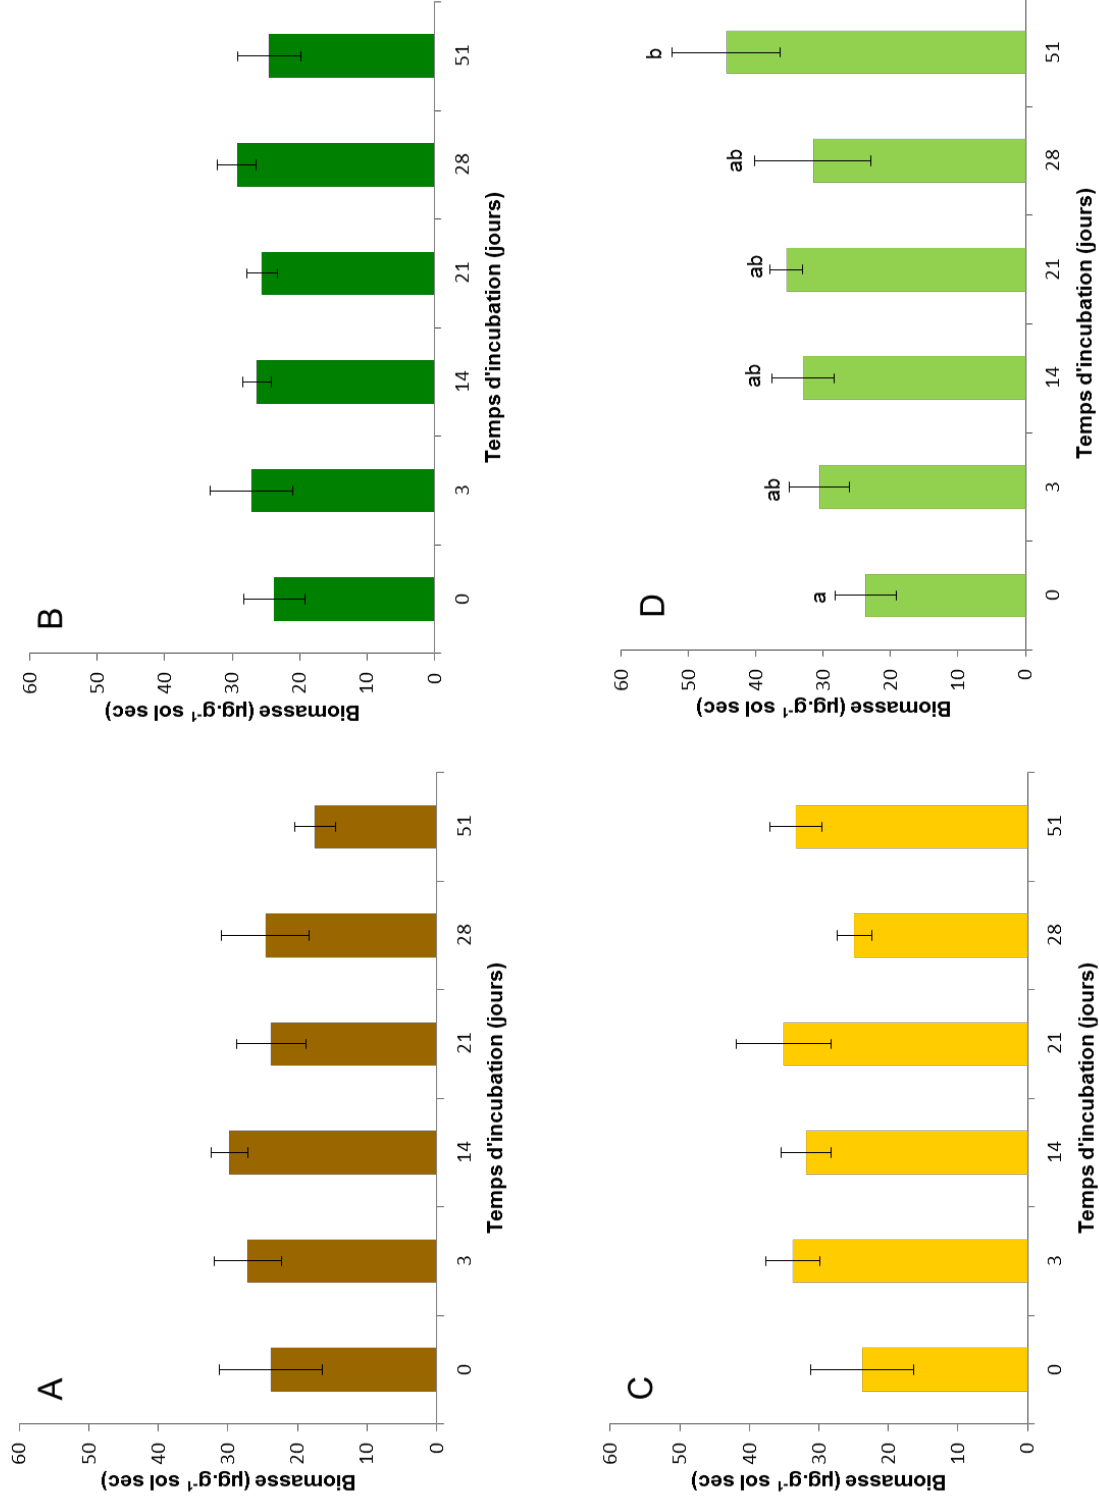 A
60
50
40
30
20
10
0
Biomasse (µg.g⁻¹ sol sec)
0 3 14 21 28 51
Temps d'incubation (jours)
B
60
50
40
30
20
10
0
Biomasse (µg.g⁻¹ sol sec)
0 3 14 21 28 51
Temps d'incubation (jours)
C
60
50
40
30
20
10
0
Biomasse (µg.g⁻¹ sol sec)
0 3 14 21 28 51
Temps d'incubation (jours)
D
60
50
40
30
20
10
0
Biomasse (µg.g⁻¹ sol sec)
a ab ab ab ab b
0 3 14 21 28 51
Temps d'incubation (jours)